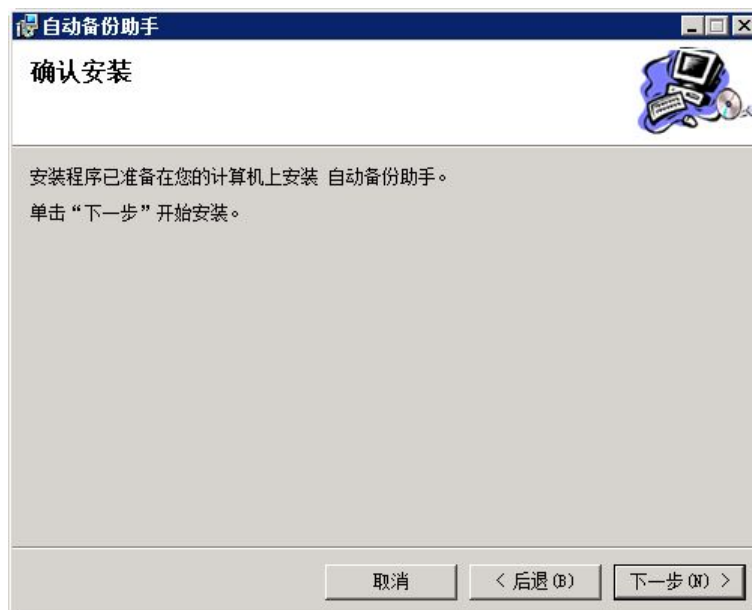 自动备份助手
确认安装
安装程序已准备在您的计算机上安装 自动备份助手。
单击“下一步”开始安装。
取消
< 后退(B)
下一步(N) >